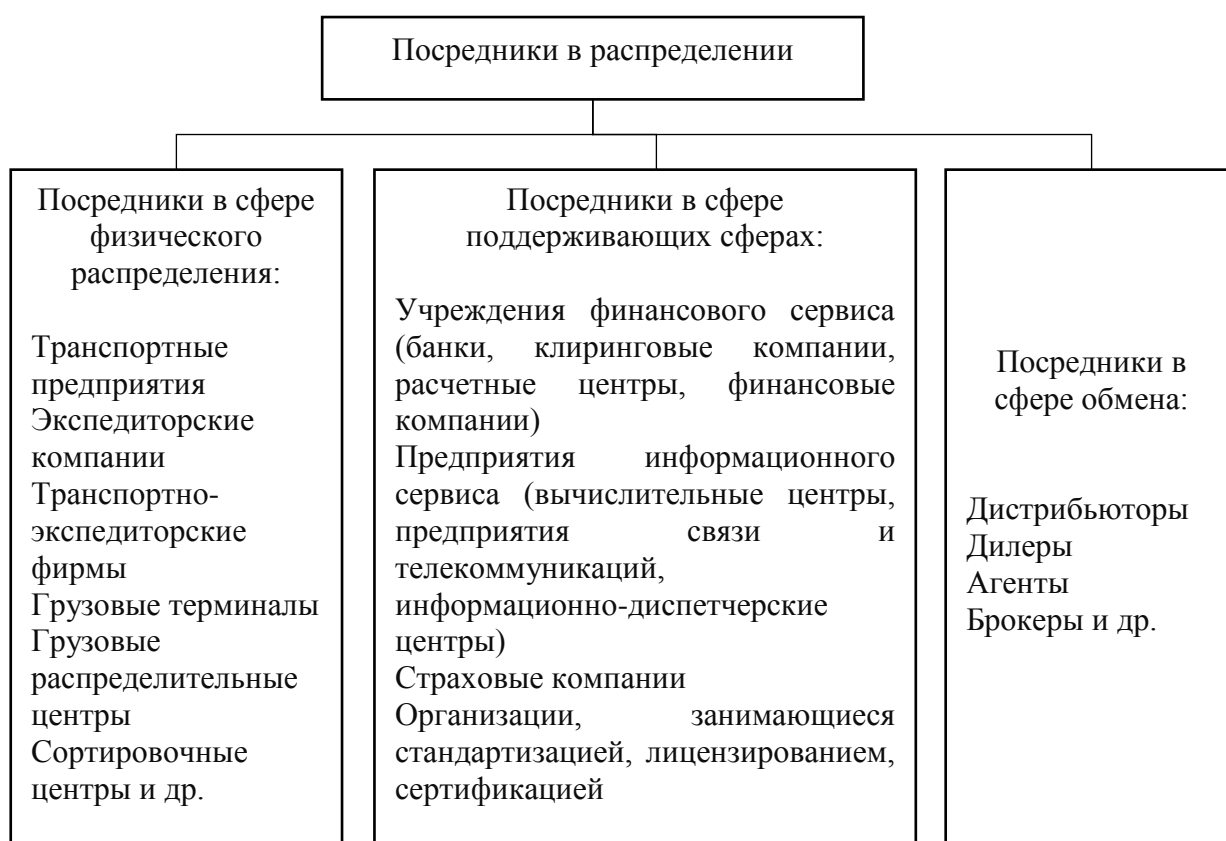 Посредники в распределении
Посредники в сфере
физического
распределения:
Транспортные
предприятия
Экспедиторские
компании
Транспортно-
экспедиторские
фирмы
Грузовые терминалы
Грузовые
распределительные
центры
Сортировочные
центры и др.
Посредники в сфере
поддерживающих сферах:
Учреждения финансового сервиса
(банки, клиринговые компании,
расчетные центры, финансовые
компании)
Предприятия информационного
сервиса (вычислительные центры,
предприятия связи и
телекоммуникаций,
информационно-диспетчерские
центры)
Страховые компании
Организации, занимающиеся
стандартизацией, лицензированием,
сертификацией
Посредники в
сфере обмена:
Дистрибьюторы
Дилеры
Агенты
Брокеры и др.